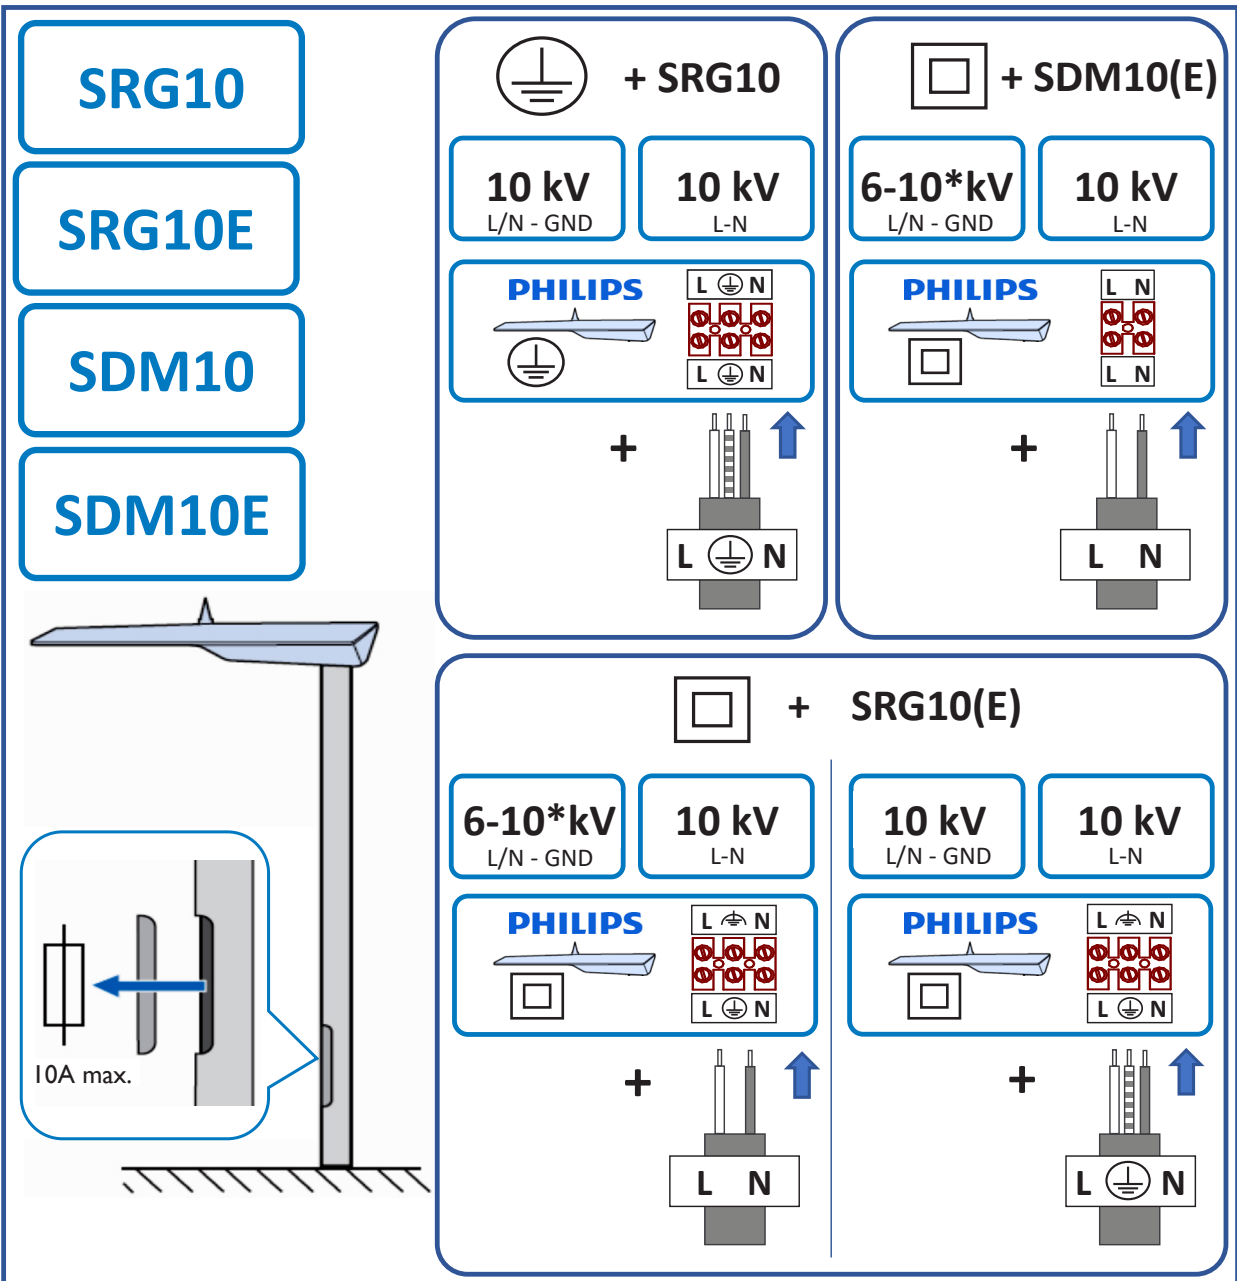 SRG10
SRG10E
SDM10
SDM10E
10A max.
+ SRG10
10 kV
L/N - GND
10 kV
L-N
PHILIPS
L N
L N
+
L N
+ SDM10(E)
6-10*kV
L/N - GND
10 kV
L-N
PHILIPS
L N
L N
+
L N
+ SRG10(E)
6-10*kV
L/N - GND
10 kV
L-N
PHILIPS
L N
L N
+
L N
10 kV
L/N - GND
10 kV
L-N
PHILIPS
L N
L N
+
L N